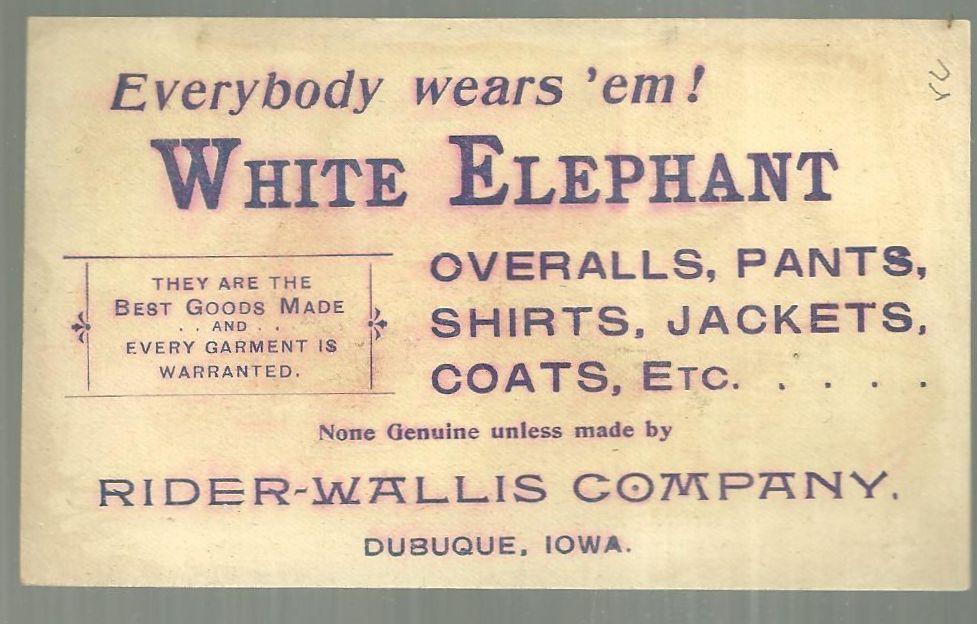 Everybody wears 'em!
WHITE ELEPHANT
THEY ARE THE
BEST GOODS MADE
. . AND . .
EVERY GARMENT IS
WARRANTED.
OVERALLS, PANTS,
SHIRTS, JACKETS,
COATS, ETC. . . . .
None Genuine unless made by
RIDER-WALLIS COMPANY.
DUBUQUE, IOWA.